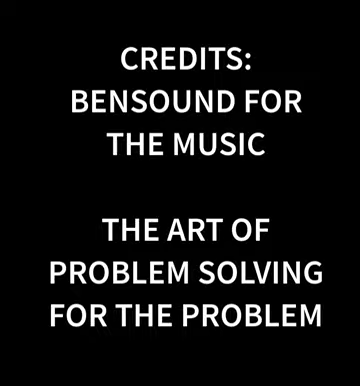 CREDITS:
BENSOUND FOR
THE MUSIC
THE ART OF
PROBLEM SOLVING
FOR THE PROBLEM